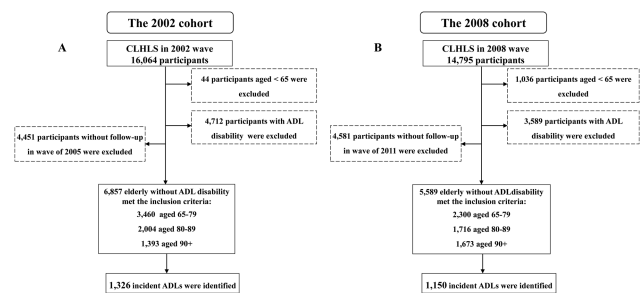 The 2002 cohort
A
CLHLS in 2002 wave
16,064 participants
44 participants aged < 65 were
excluded
4,712 participants with ADL
disability were excluded
4,451 participants without follow-up
in wave of 2005 were excluded
6,857 elderly without ADL disability
met the inclusion criteria:
3,460 aged 65-79
2,004 aged 80-89
1,393 aged 90+
1,326 incident ADLs were identified
The 2008 cohort
B
CLHLS in 2008 wave
14,795 participants
1,036 participants aged < 65 were
excluded
3,589 participants with ADL
disability were excluded
4,581 participants without follow-up
in wave of 2011 were excluded
5,589 elderly without ADLdisability
met the inclusion criteria:
2,300 aged 65-79
1,716 aged 80-89
1,673 aged 90+
1,150 incident ADLs were identified